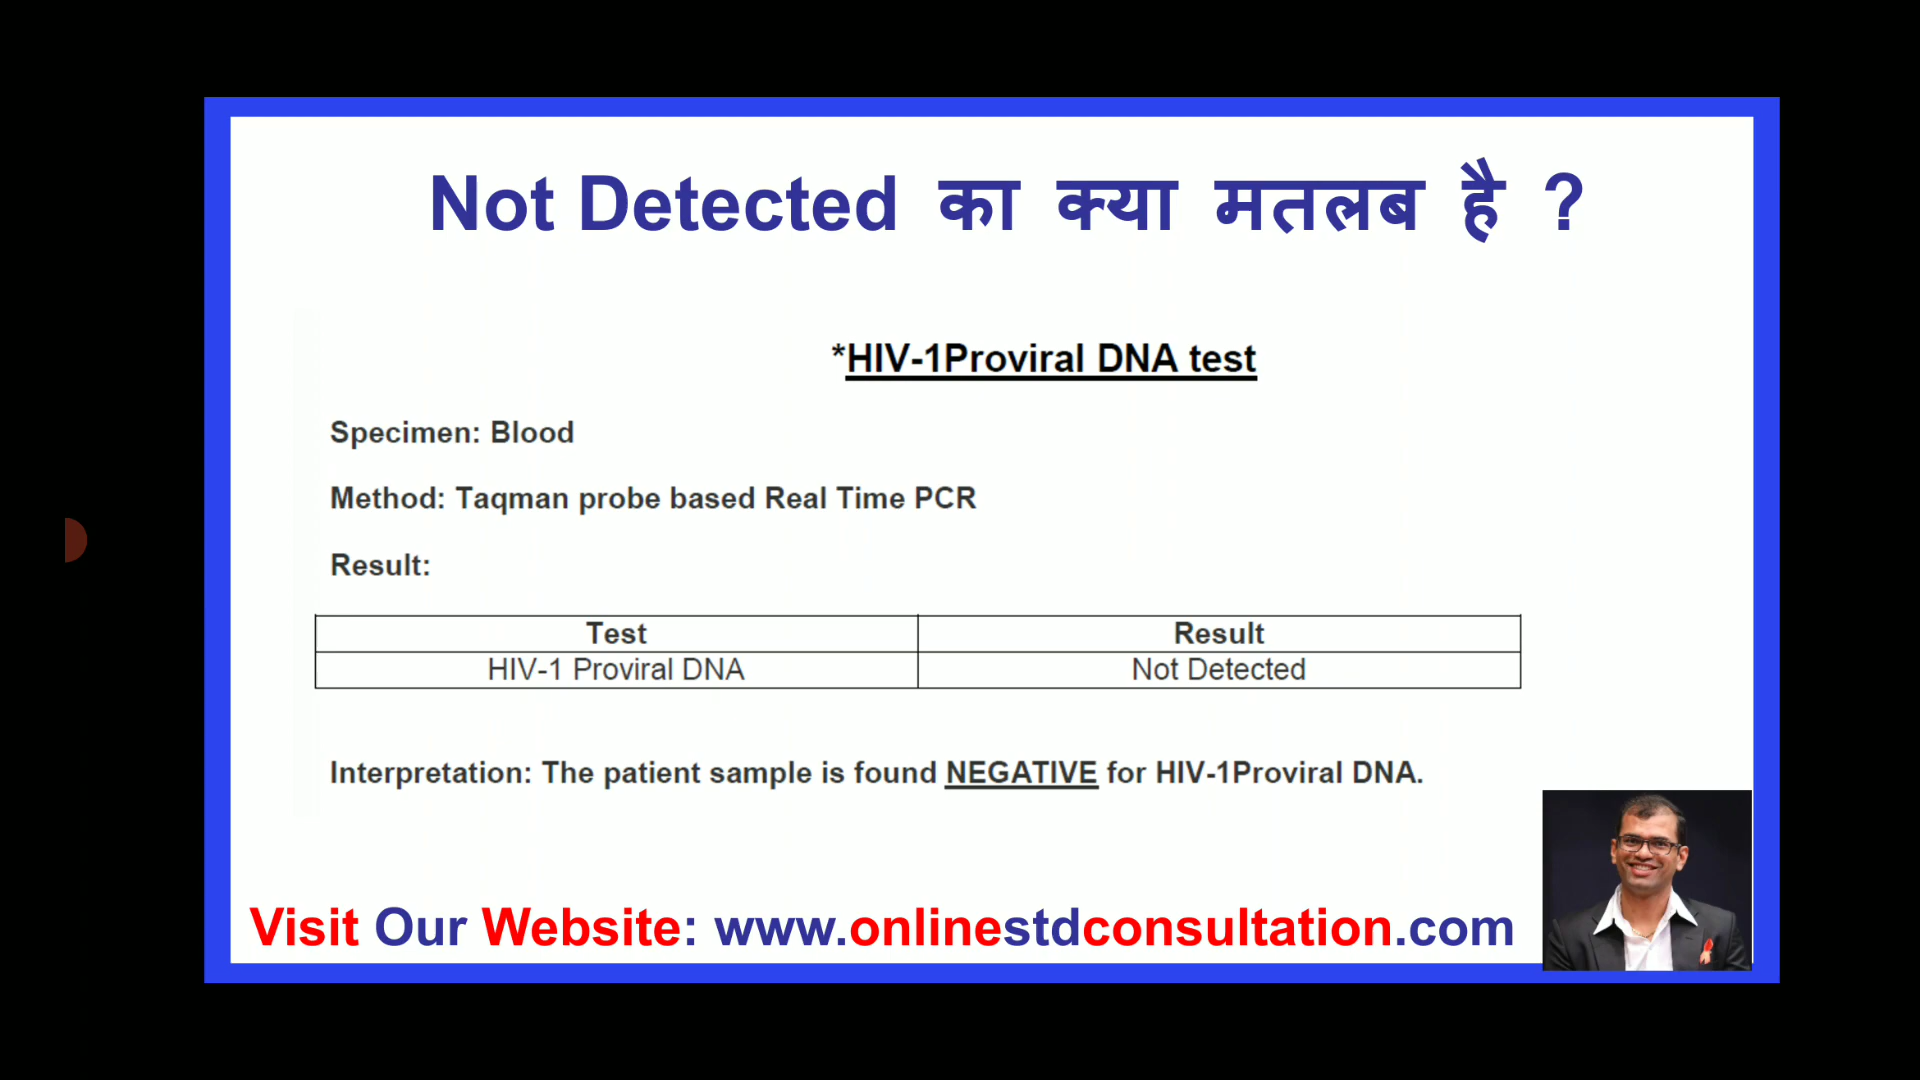 Not Detected का क्या मतलब है ?
*HIV-1Proviral DNA test
Specimen: Blood
Method: Taqman probe based Real Time PCR
Result:
Test Result
HIV-1 Proviral DNA Not Detected
Interpretation: The patient sample is found NEGATIVE for HIV-1Proviral DNA.
Visit Our Website: www.onlinestdconsultation.com